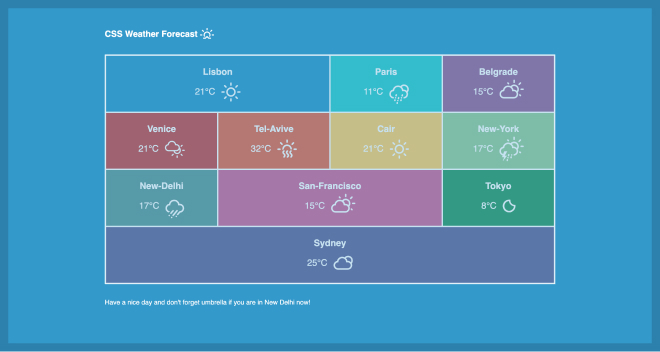 CSS Weather Forecast
Lisbon
21°C
Paris
11°C
Belgrade
15°C
Venice
21°C
Tel-Avive
32°C
Cair
21°C
New-York
17°C
New-Delhi
17°C
San-Francisco
15°C
Tokyo
8°C
Sydney
25°C
Have a nice day and don't forget umbrella if you are in New Delhi now!